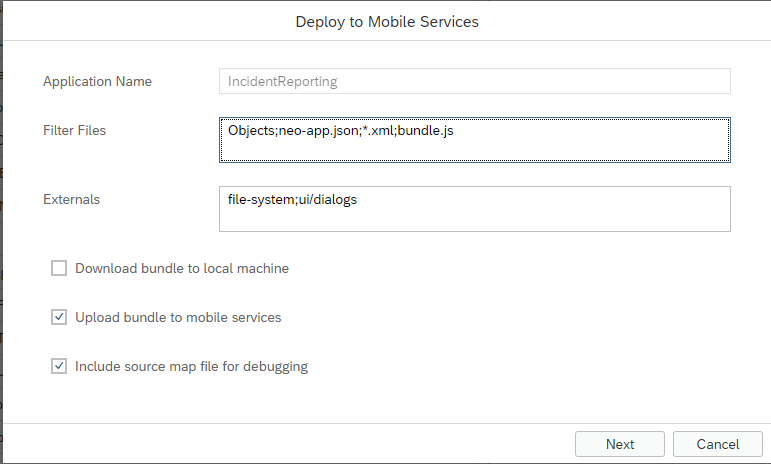 Deploy to Mobile Services
Application Name
IncidentReporting
Filter Files
Objects;neo-app.json;*.xml;bundle.js
Externals
file-system;ui/dialogs
Download bundle to local machine
Upload bundle to mobile services
Include source map file for debugging
Next
Cancel